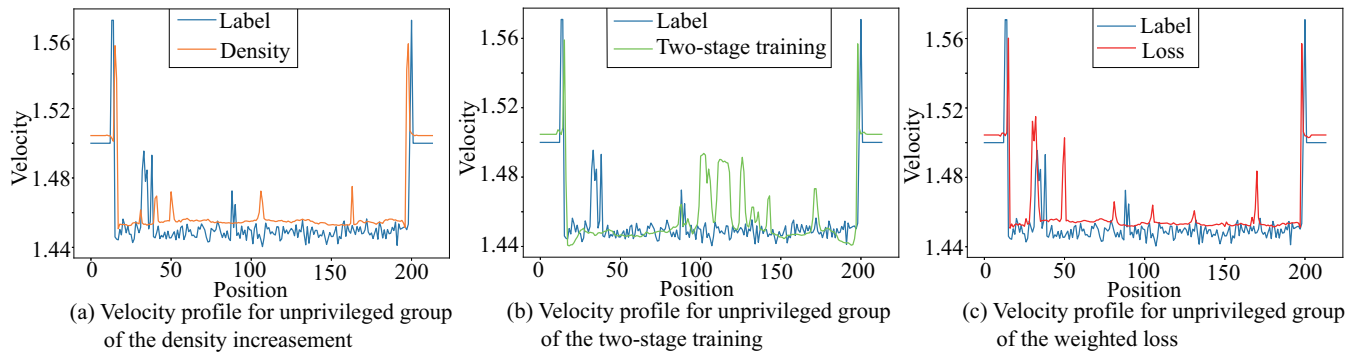 Label
Density
1.56
1.52
1.48
1.44
Velocity
0
50
100
150
200
Position
(a) Velocity profile for unprivileged group
of the density increasement
Label
Two-stage training
1.56
1.52
1.48
1.44
Velocity
0
50
100
150
200
Position
(b) Velocity profile for unprivileged group
of the two-stage training
Label
Loss
1.56
1.52
1.48
1.44
Velocity
0
50
100
150
200
Position
(c) Velocity profile for unprivileged group
of the weighted loss